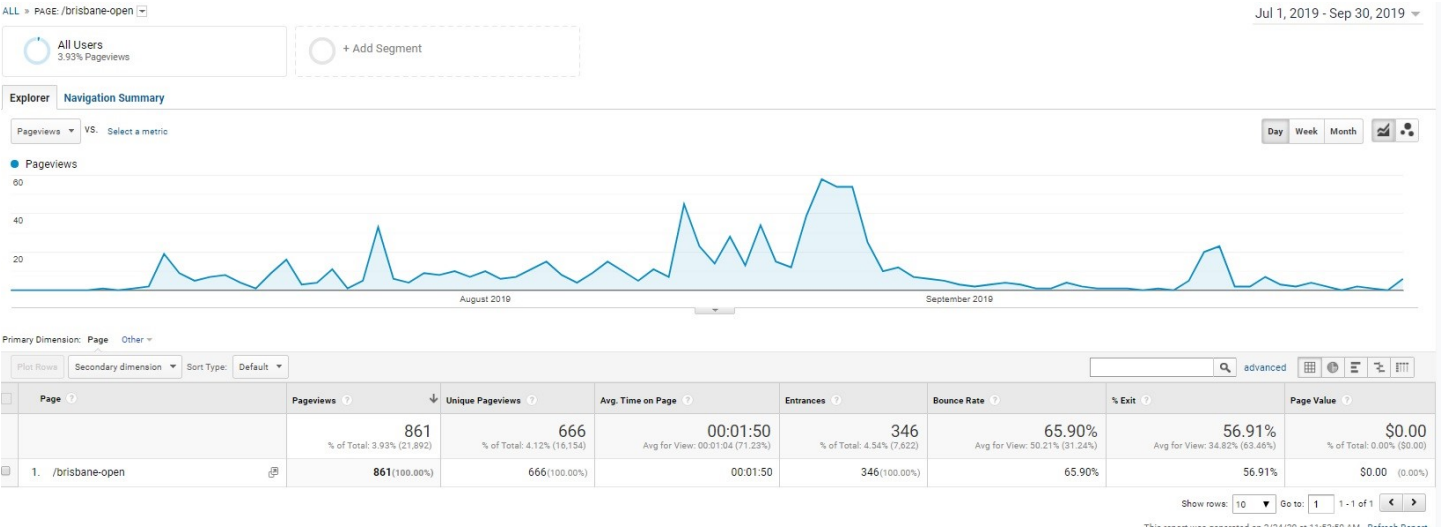 ALL » PAGE: /brisbane-open
Jul 1, 2019 - Sep 30, 2019
All Users
3.93% Pageviews
+ Add Segment
Explorer Navigation Summary
Pageviews VS. Select a metric
Day Week Month
Pageviews
60
40
20
August 2019 September 2019
Primary Dimension: Page Other
Plot Rows Secondary dimension Sort Type: Default advanced
Page Pageviews Unique Pageviews Avg. Time on Page Entrances Bounce Rate % Exit Page Value
861 666 00:01:50 346 65.90% 56.91% $0.00
% of Total: 3.93% (21,892) % of Total: 4.12% (16,154) Avg for View: 00:01:04 (71.23%) % of Total: 4.54% (7,622) Avg for View: 50.21% (31.24%) Avg for View: 34.82% (63.46%) % of Total: 0.00% ($0.00)
1. /brisbane-open 861(100.00%) 666(100.00%) 00:01:50 346(100.00%) 65.90% 56.91% $0.00 (0.00%)
Show rows: 10 Go to: 1 1 - 1 of 1